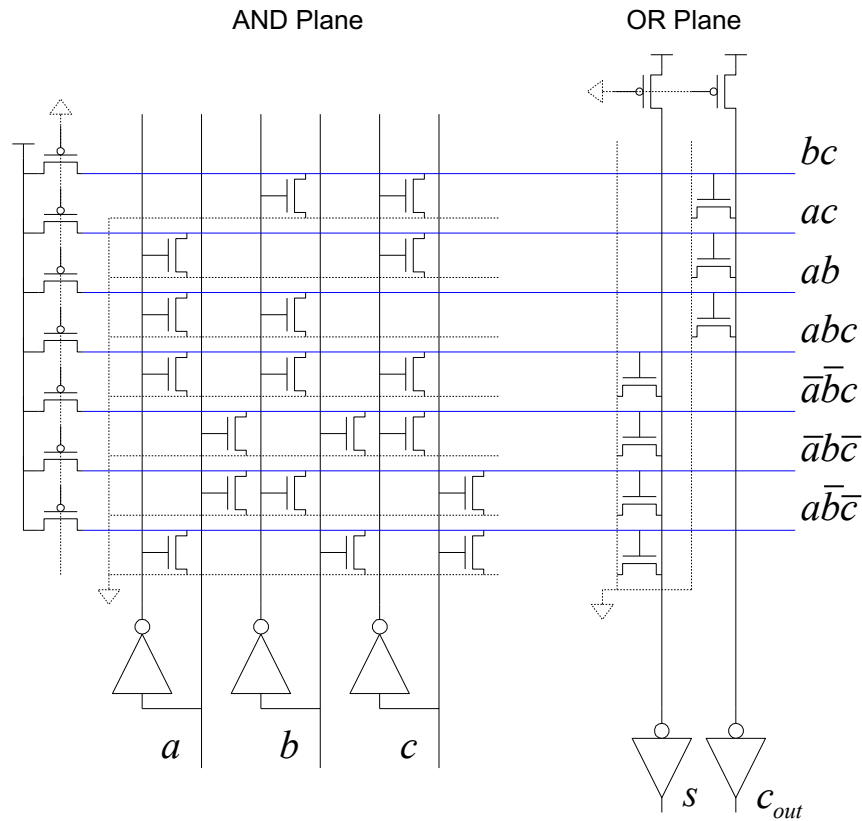 AND Plane OR Plane
bc
ac
ab
abc
a̅b̅c
a̅bc̅
ab̅c̅
a b c
s c_out